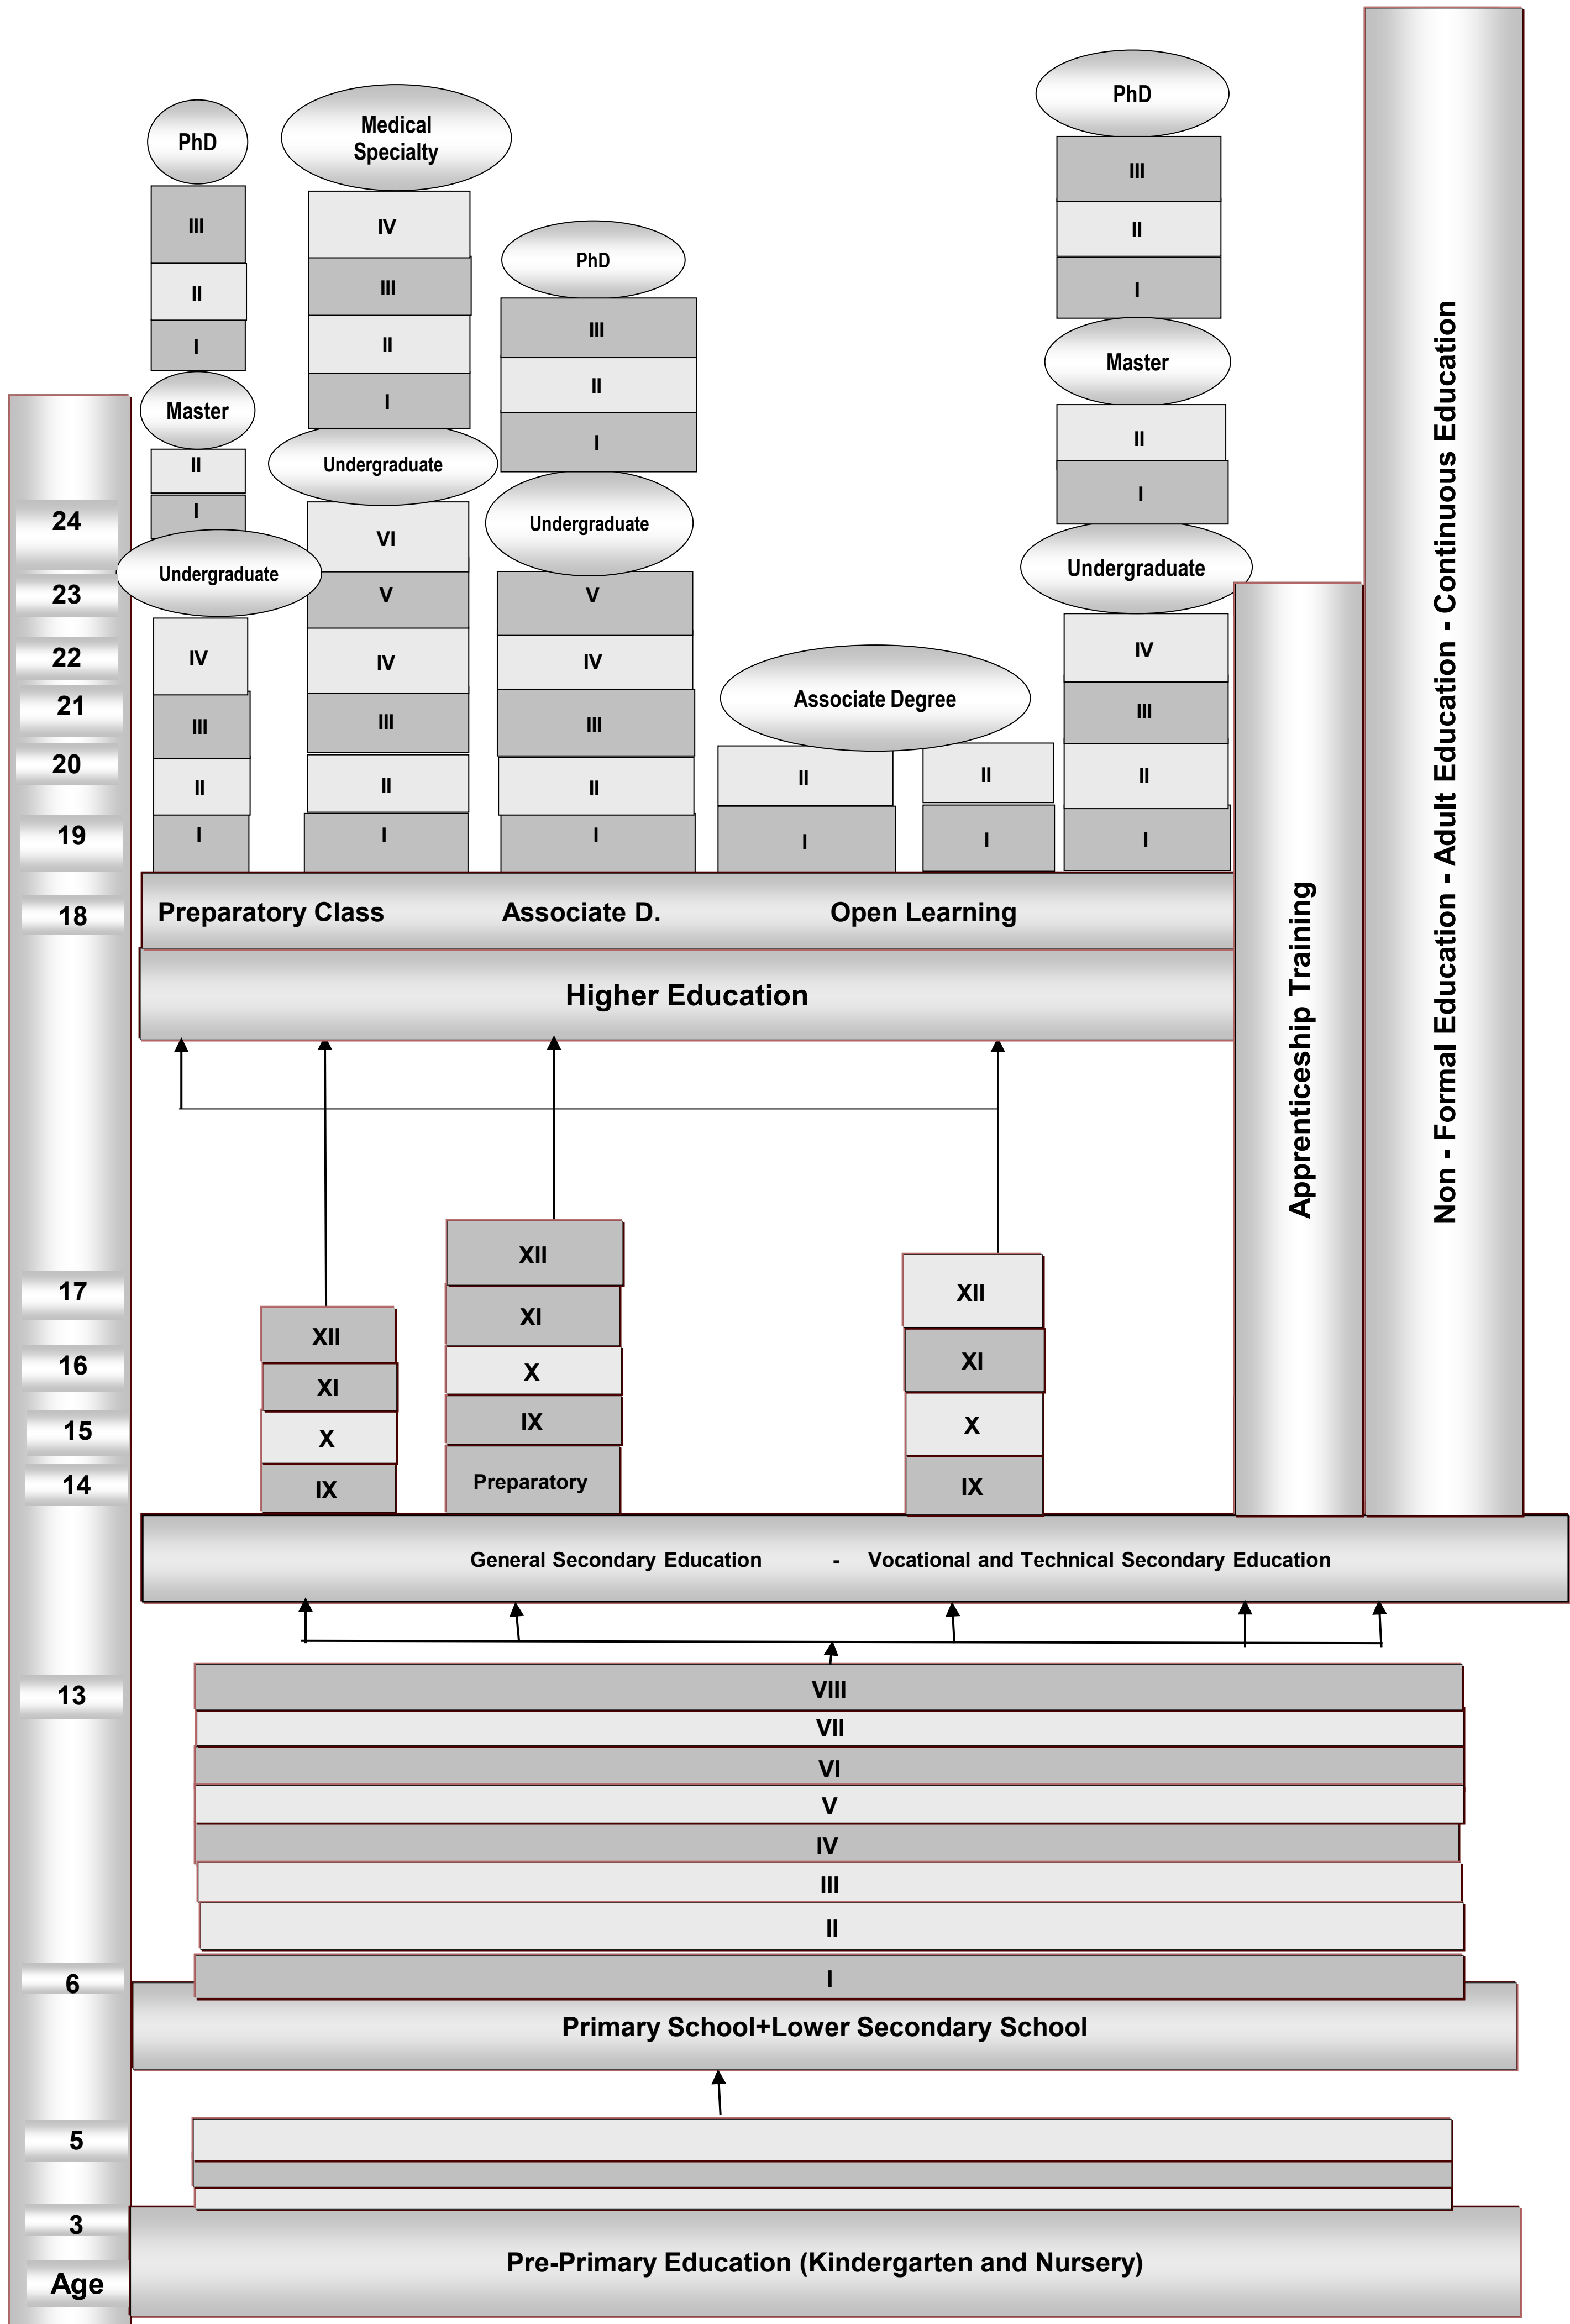 PhD
Medical
Specialty
PhD
III
II
I
Master
II
I
Undergraduate
IV
III
II
I
IV
III
II
I
Undergraduate
VI
V
IV
III
II
I
PhD
III
II
I
Undergraduate
V
IV
III
II
I
Associate Degree
II
I
II
I
PhD
III
II
I
Master
II
I
Undergraduate
IV
III
II
I
24
23
22
21
20
19
18
17
16
15
14
13
6
5
3
Age
Preparatory Class Associate D. Open Learning
Higher Education
XII
XI
X
IX
XII
XI
X
IX
Preparatory
XII
XI
X
IX
Apprenticeship Training
Non - Formal Education - Adult Education - Continuous Education
General Secondary Education - Vocational and Technical Secondary Education
VIII
VII
VI
V
IV
III
II
I
Primary School+Lower Secondary School
Pre-Primary Education (Kindergarten and Nursery)